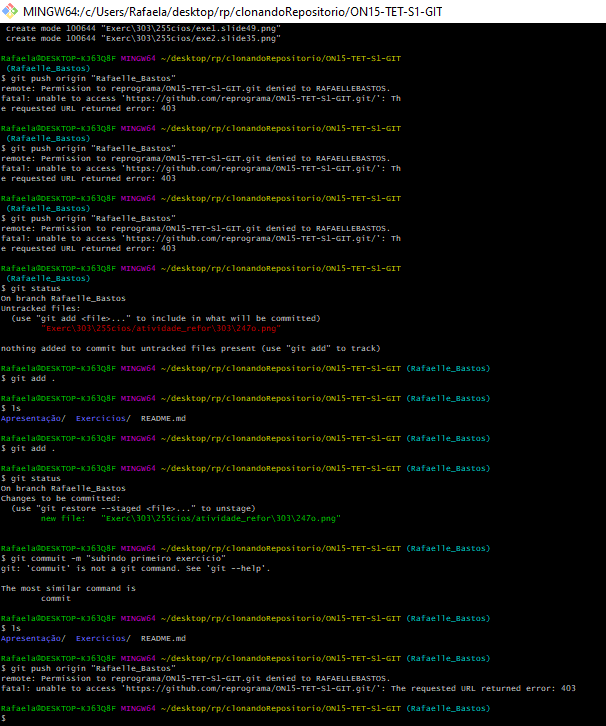 MINGW64:/c/Users/Rafaela/desktop/rp/clonandoRepositorio/ON15-TET-S1-GIT
create mode 100644 "Exerc\303\255cios/exe1.slide49.png"
create mode 100644 "Exerc\303\255cios/exe2.slide35.png"
Rafaela@DESKTOP-KJ63Q8F MINGW64 ~/desktop/rp/clonandoRepositorio/ON15-TET-S1-GIT
(Rafaelle_Bastos)
$ git push origin "Rafaelle_Bastos"
remote: Permission to reprograma/ON15-TET-S1-GIT.git denied to RAFAELLEBASTOS.
fatal: unable to access 'https://github.com/reprograma/ON15-TET-S1-GIT.git/': Th
e requested URL returned error: 403
Rafaela@DESKTOP-KJ63Q8F MINGW64 ~/desktop/rp/clonandoRepositorio/ON15-TET-S1-GIT
(Rafaelle_Bastos)
$ git push origin "Rafaelle_Bastos"
remote: Permission to reprograma/ON15-TET-S1-GIT.git denied to RAFAELLEBASTOS.
fatal: unable to access 'https://github.com/reprograma/ON15-TET-S1-GIT.git/': Th
e requested URL returned error: 403
Rafaela@DESKTOP-KJ63Q8F MINGW64 ~/desktop/rp/clonandoRepositorio/ON15-TET-S1-GIT
(Rafaelle_Bastos)
$ git push origin "Rafaelle_Bastos"
remote: Permission to reprograma/ON15-TET-S1-GIT.git denied to RAFAELLEBASTOS.
fatal: unable to access 'https://github.com/reprograma/ON15-TET-S1-GIT.git/': Th
e requested URL returned error: 403
Rafaela@DESKTOP-KJ63Q8F MINGW64 ~/desktop/rp/clonandoRepositorio/ON15-TET-S1-GIT
(Rafaelle_Bastos)
$ git status
On branch Rafaelle_Bastos
Untracked files:
(use "git add <file>..." to include in what will be committed)
"Exerc\303\255cios/atividade_refor\303\247o.png"
nothing added to commit but untracked files present (use "git add" to track)
Rafaela@DESKTOP-KJ63Q8F MINGW64 ~/desktop/rp/clonandoRepositorio/ON15-TET-S1-GIT (Rafaelle_Bastos)
$ git add .
Rafaela@DESKTOP-KJ63Q8F MINGW64 ~/desktop/rp/clonandoRepositorio/ON15-TET-S1-GIT (Rafaelle_Bastos)
$ ls
Apresentação/ Exercícios/ README.md
Rafaela@DESKTOP-KJ63Q8F MINGW64 ~/desktop/rp/clonandoRepositorio/ON15-TET-S1-GIT (Rafaelle_Bastos)
$ git add .
Rafaela@DESKTOP-KJ63Q8F MINGW64 ~/desktop/rp/clonandoRepositorio/ON15-TET-S1-GIT (Rafaelle_Bastos)
$ git status
On branch Rafaelle_Bastos
Changes to be committed:
(use "git restore --staged <file>..." to unstage)
new file: "Exerc\303\255cios/atividade_refor\303\247o.png"
Rafaela@DESKTOP-KJ63Q8F MINGW64 ~/desktop/rp/clonandoRepositorio/ON15-TET-S1-GIT (Rafaelle_Bastos)
$ git commuit -m "subindo primeiro exercicio"
git: 'commuit' is not a git command. See 'git --help'.
The most similar command is
commit
Rafaela@DESKTOP-KJ63Q8F MINGW64 ~/desktop/rp/clonandoRepositorio/ON15-TET-S1-GIT (Rafaelle_Bastos)
$ ls
Apresentação/ Exercícios/ README.md
Rafaela@DESKTOP-KJ63Q8F MINGW64 ~/desktop/rp/clonandoRepositorio/ON15-TET-S1-GIT (Rafaelle_Bastos)
$ git push origin "Rafaelle_Bastos"
remote: Permission to reprograma/ON15-TET-S1-GIT.git denied to RAFAELLEBASTOS.
fatal: unable to access 'https://github.com/reprograma/ON15-TET-S1-GIT.git/': The requested URL returned error: 403
Rafaela@DESKTOP-KJ63Q8F MINGW64 ~/desktop/rp/clonandoRepositorio/ON15-TET-S1-GIT (Rafaelle_Bastos)
$